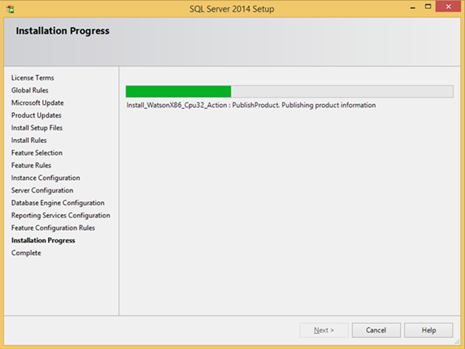 SQL Server 2014 Setup
Installation Progress
License Terms
Global Rules
Microsoft Update
Product Updates
Install Setup Files
Install Rules
Feature Selection
Feature Rules
Instance Configuration
Server Configuration
Database Engine Configuration
Reporting Services Configuration
Feature Configuration Rules
Installation Progress
Complete
Install_WatsonX86_Cpu32_Action : PublishProduct. Publishing product information
Next >
Cancel
Help